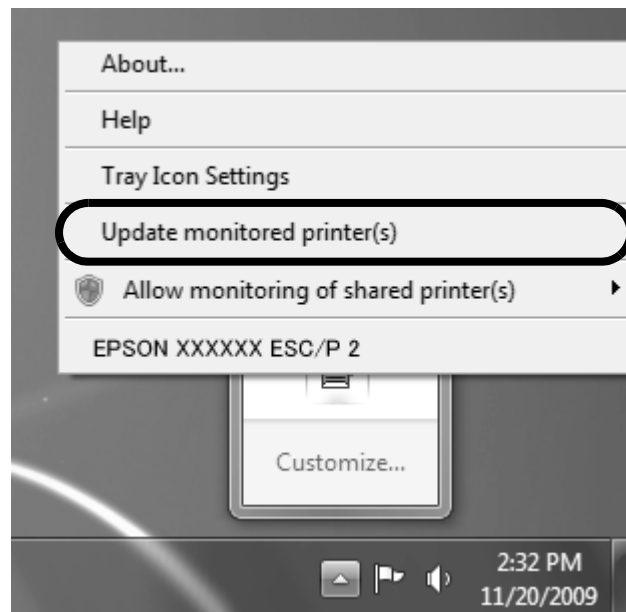 About...
Help
Tray Icon Settings
Update monitored printer(s)
Allow monitoring of shared printer(s)
EPSON XXXXXX ESC/P 2
Customize...
2:32 PM
11/20/2009